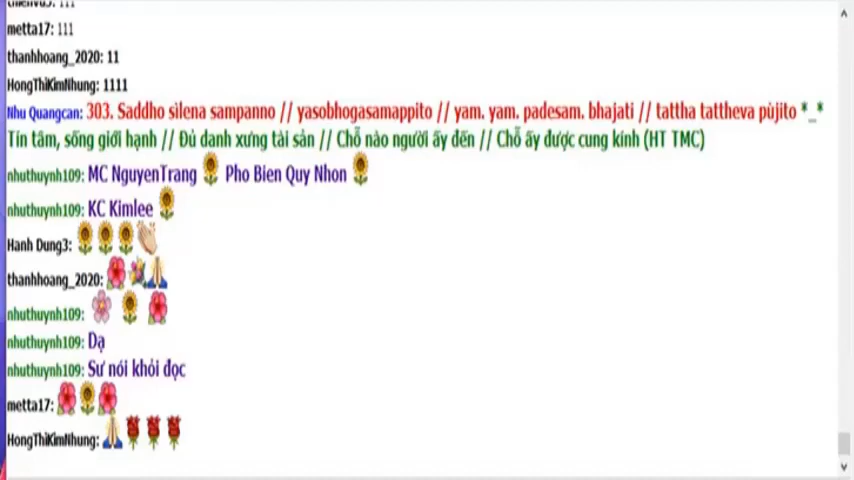 metta17: 111
thanhhoang_2020: 11
HongThiKimNhung: 1111
Nhu Quangcan: 303. Saddho sìlena sampanno // yasobhogasamappito // yam. yam. padesam. bhajati // tattha tattheva pùjito *_*
Tín tâm, sống giới hạnh // Đủ danh xưng tài sản // Chỗ nào người ấy đến // Chỗ ấy được cung kính (HT TMC)
nhuthuynh109: MC NguyenTrang 🌻 Pho Bien Quy Nhon 🌻
nhuthuynh109: KC Kimlee 🌻
Hanh Dung3: 🌻🌻🌻👏
thanhhoang_2020: 🌺💐🙏
nhuthuynh109: 🌸 🌻 🌺
nhuthuynh109: Dạ
nhuthuynh109: Sư nói khỏi đọc
metta17: 🌺🌻🌺
HongThiKimNhung: 🙏🌹🌹🌹